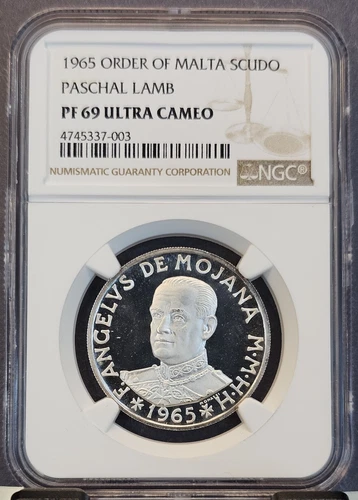 1965 ORDER OF MALTA SCUDO
PASCHAL LAMB
PF 69 ULTRA CAMEO
4745337-003
NUMISMATIC GUARANTY CORPORATION
NGC®
F. ANGELVS DE MOJANA M.M.H.H.
*1965*